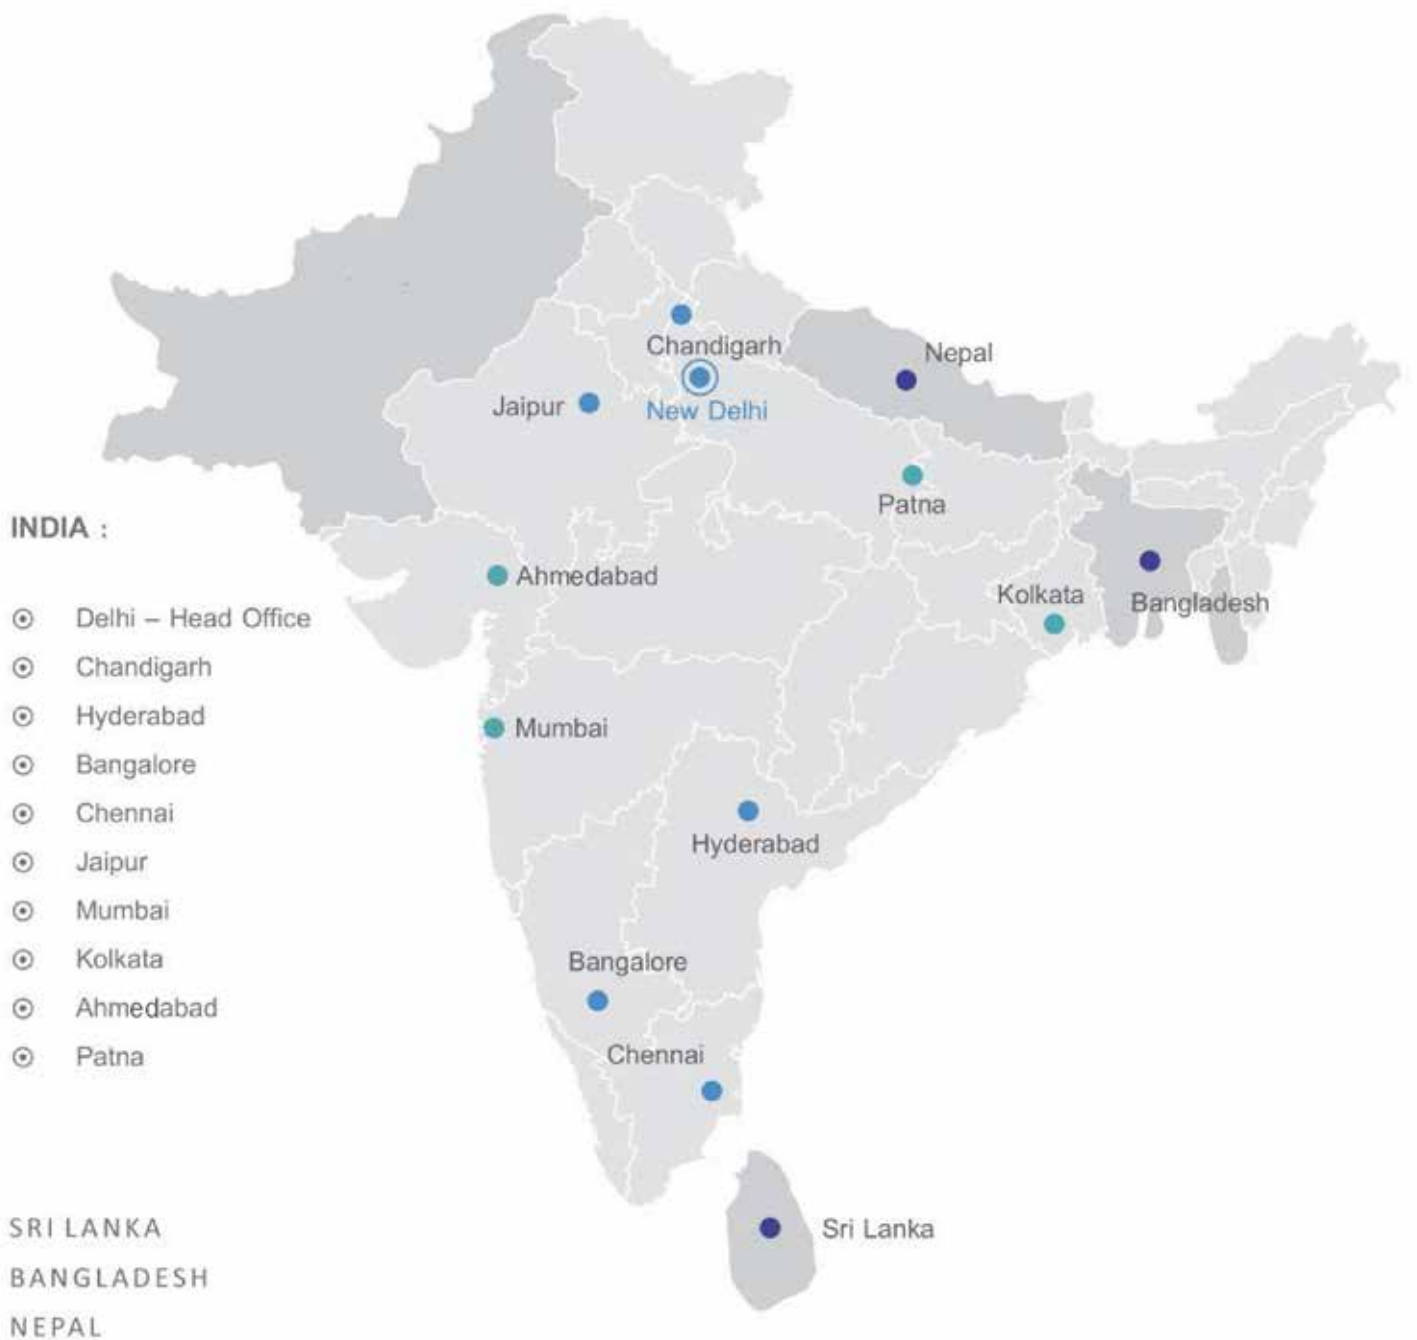 Chandigarh
Nepal
Jaipur
New Delhi
Patna
INDIA :
Ahmedabad
Kolkata
Bangladesh
Delhi – Head Office
Chandigarh
Hyderabad
Bangalore
Chennai
Jaipur
Mumbai
Kolkata
Ahmedabad
Patna
Mumbai
Hyderabad
Bangalore
Chennai
Sri Lanka
SRI LANKA
BANGLADESH
NEPAL